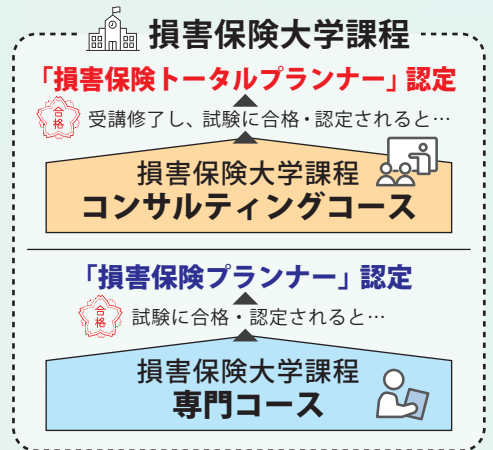 損害保険大学課程
「損害保険トータルプランナー」認定
合格 受講修了し、試験に合格・認定されると…
損害保険大学課程
コンサルティングコース
「損害保険プランナー」認定
合格 試験に合格・認定されると…
損害保険大学課程
専門コース